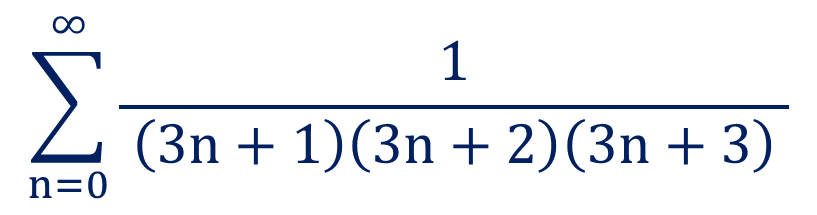 ∑_{n=0}^{∞} 1/((3n + 1)(3n + 2)(3n + 3))